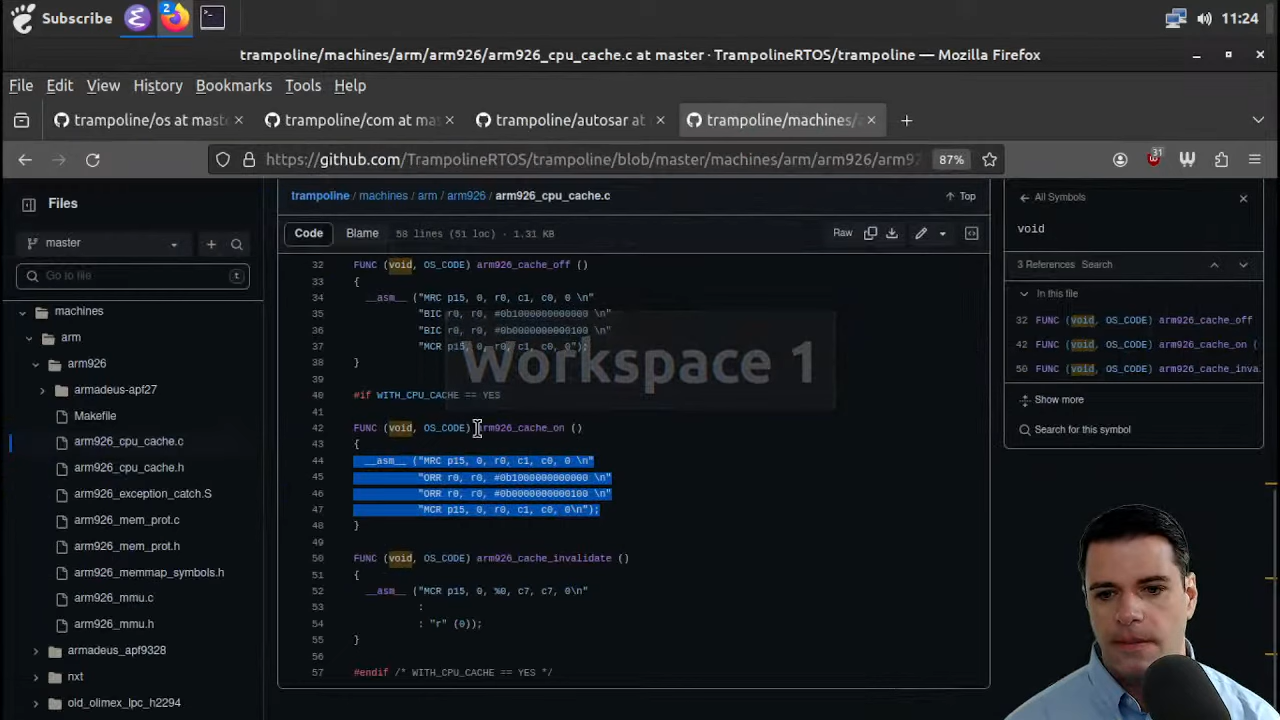 Subscribe
2
11:24
trampoline/machines/arm/arm926/arm926_cpu_cache.c at master · TrampolineRTOS/trampoline — Mozilla Firefox
File Edit View History Bookmarks Tools Help
trampoline/os at mast
trampoline/com at mas
trampoline/autosar at
trampoline/machines/a
https://github.com/TrampolineRTOS/trampoline/blob/master/machines/arm/arm926/arm92
87%
31
Files
master
Go to file
t
machines
arm
arm926
armadeus-apf27
Makefile
arm926_cpu_cache.c
arm926_cpu_cache.h
arm926_exception_catch.S
arm926_mem_prot.c
arm926_mem_prot.h
arm926_memmap_symbols.h
arm926_mmu.c
arm926_mmu.h
armadeus_apf9328
nxt
old_olimex_lpc_h2294
trampoline / machines / arm / arm926 / arm926_cpu_cache.c
Top
Code Blame 58 lines (51 loc) · 1.31 KB
Raw
32 FUNC (void, OS_CODE) arm926_cache_off ()
33 {
34 __asm__ ("MRC p15, 0, r0, c1, c0, 0 \n"
35 "BIC r0, r0, #0b1000000000000 \n"
36 "BIC r0, r0, #0b0000000000100 \n"
37 "MCR p15, 0, r0, c1, c0, 0");
38 }
39
40 #if WITH_CPU_CACHE == YES
41
42 FUNC (void, OS_CODE) arm926_cache_on ()
43 {
44 __asm__ ("MRC p15, 0, r0, c1, c0, 0 \n"
45 "ORR r0, r0, #0b1000000000000 \n"
46 "ORR r0, r0, #0b0000000000100 \n"
47 "MCR p15, 0, r0, c1, c0, 0\n");
48 }
49
50 FUNC (void, OS_CODE) arm926_cache_invalidate ()
51 {
52 __asm__ ("MCR p15, 0, %0, c7, c7, 0\n"
53 :
54 : "r" (0));
55 }
56
57 #endif /* WITH_CPU_CACHE == YES */
Workspace 1
All Symbols
void
3 References Search
In this file
32 FUNC (void, OS_CODE) arm926_cache_off
42 FUNC (void, OS_CODE) arm926_cache_on (
50 FUNC (void, OS_CODE) arm926_cache_inva
Show more
Search for this symbol